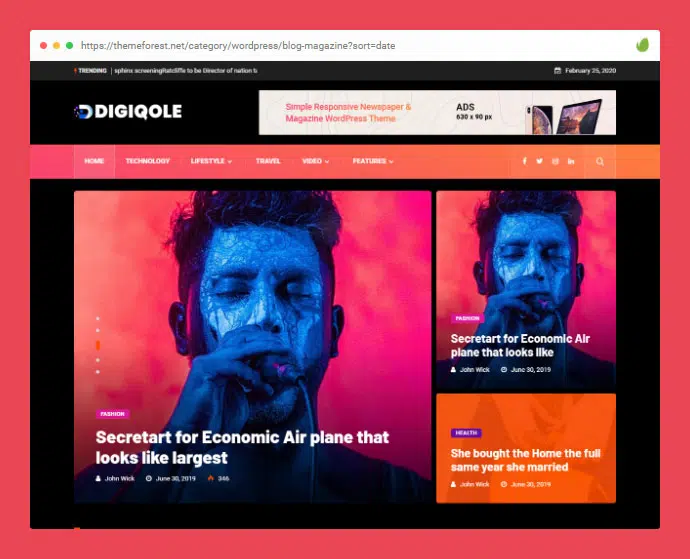 https://themeforest.net/category/wordpress/blog-magazine?sort=date
TRENDING sphinx screeningRatcliffe to be Director of nation t
February 25, 2020
DIGIQOLE
Simple Responsive Newspaper &
Magazine WordPress Theme
ADS
630 x 90 px
HOME TECHNOLOGY LIFESTYLE TRAVEL VIDEO FEATURES
FASHION
Secretart for Economic Air plane that
looks like largest
John Wick June 30, 2019 346
FASHION
Secretart for Economic Air
plane that looks like
John Wick June 30, 2019
HEALTH
She bought the Home the full
same year she married
John Wick June 30, 2019